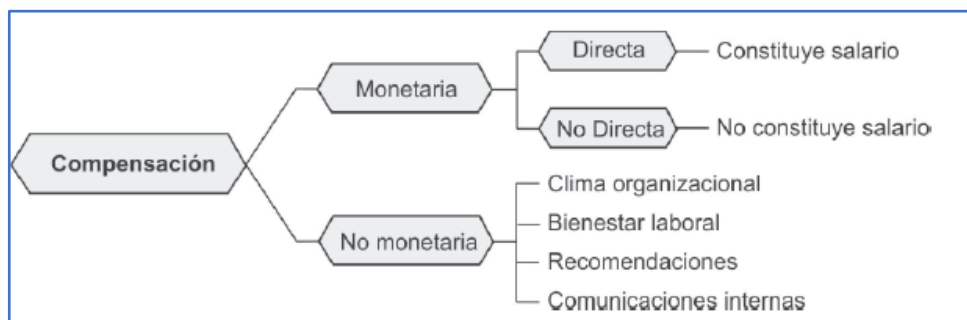 Compensación
Monetaria
Directa
Constituye salario
No Directa
No constituye salario
No monetaria
Clima organizacional
Bienestar laboral
Recomendaciones
Comunicaciones internas